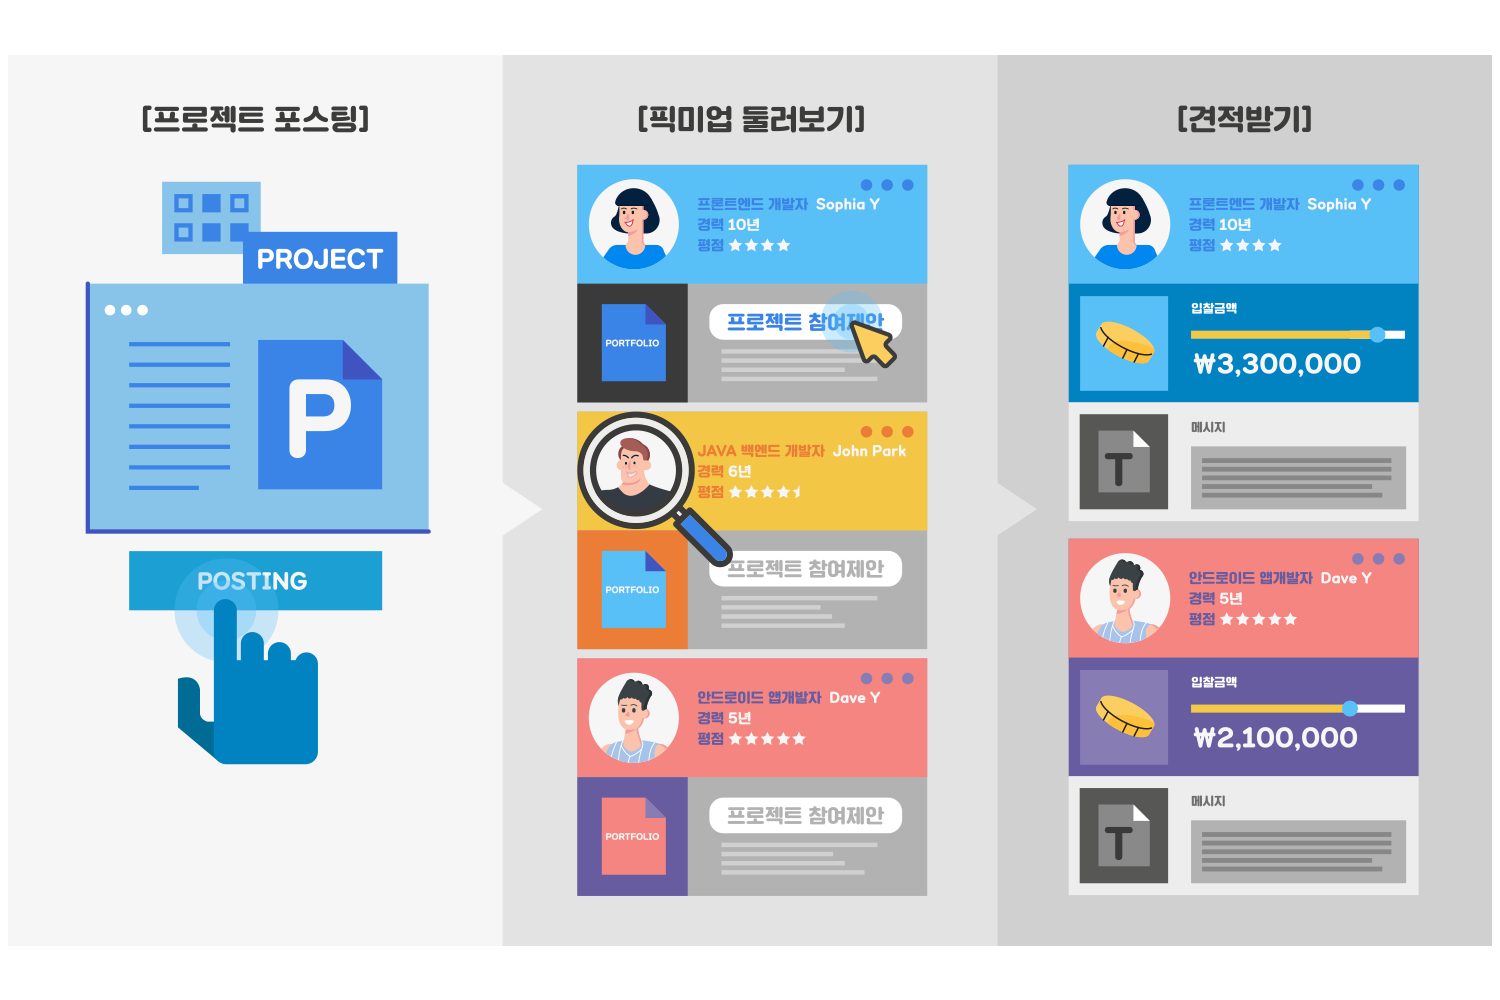 [프로젝트 포스팅]
PROJECT
P
POSTING
[픽미업 둘러보기]
프론트엔드 개발자 Sophia Y
경력 10년
평점 ★★★★
PORTFOLIO
프로젝트 참여제안
JAVA 백엔드 개발자 John Park
경력 6년
평점
PORTFOLIO
프로젝트 참여제안
안드로이드 앱개발자 Dave Y
경력 5년
평점 ★★★★★
PORTFOLIO
프로젝트 참여제안
[견적받기]
프론트엔드 개발자 Sophia Y
경력 10년
평점 ★★★★
입찰금액
₩3,300,000
메시지
T
안드로이드 앱개발자 Dave Y
경력 5년
평점 ★★★★★
입찰금액
₩2,100,000
메시지
T